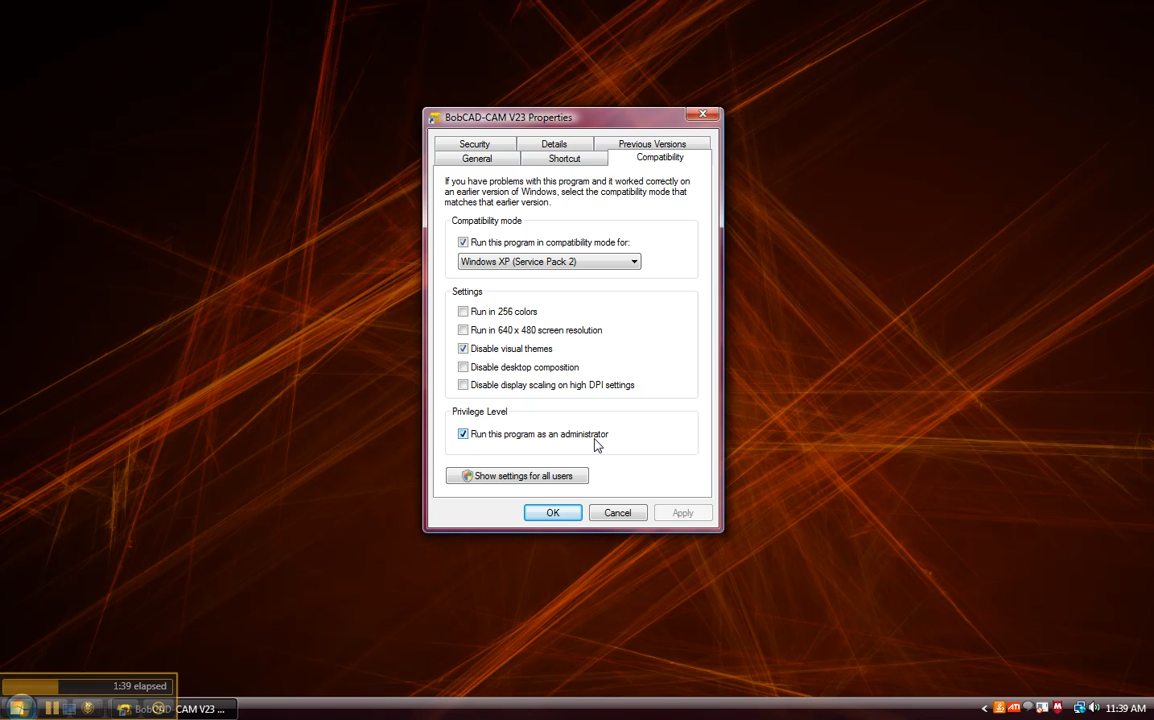 BobCAD-CAM V23 Properties
Security Details Previous Versions
General Shortcut Compatibility
If you have problems with this program and it worked correctly on
an earlier version of Windows, select the compatibility mode that
matches that earlier version.
Compatibility mode
Run this program in compatibility mode for:
Windows XP (Service Pack 2)
Settings
Run in 256 colors
Run in 640 x 480 screen resolution
Disable visual themes
Disable desktop composition
Disable display scaling on high DPI settings
Privilege Level
Run this program as an administrator
Show settings for all users
OK Cancel Apply
1:39 elapsed
CAM V23 ...
ATI
11:39 AM